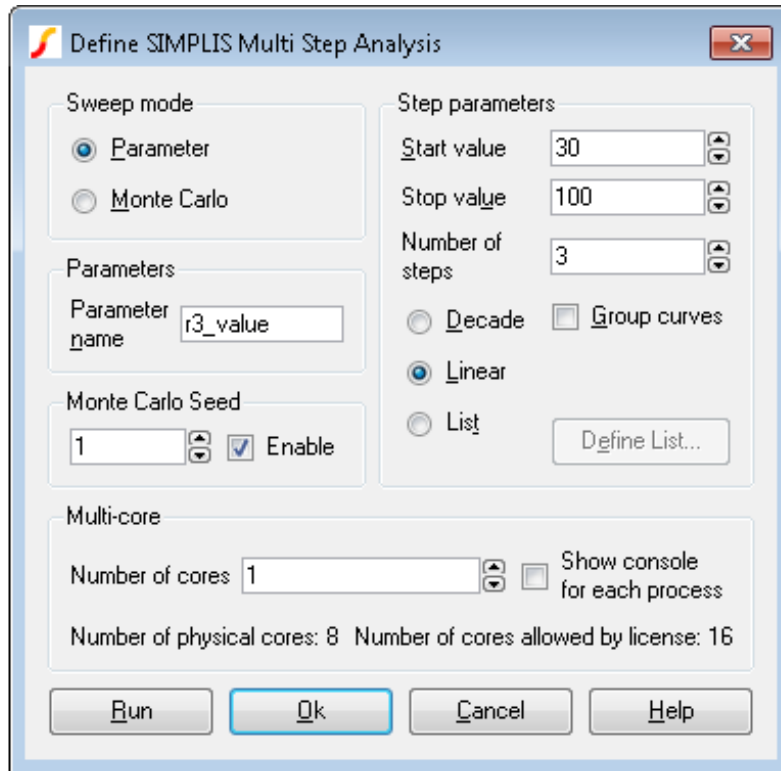 Define SIMPLIS Multi Step Analysis
Sweep mode
Parameter
Monte Carlo
Parameters
Parameter
name
r3_value
Monte Carlo Seed
1
Enable
Step parameters
Start value
30
Stop value
100
Number of
steps
3
Decade
Group curves
Linear
List
Define List...
Multi-core
Number of cores
1
Show console
for each process
Number of physical cores: 8 Number of cores allowed by license: 16
Run
Ok
Cancel
Help